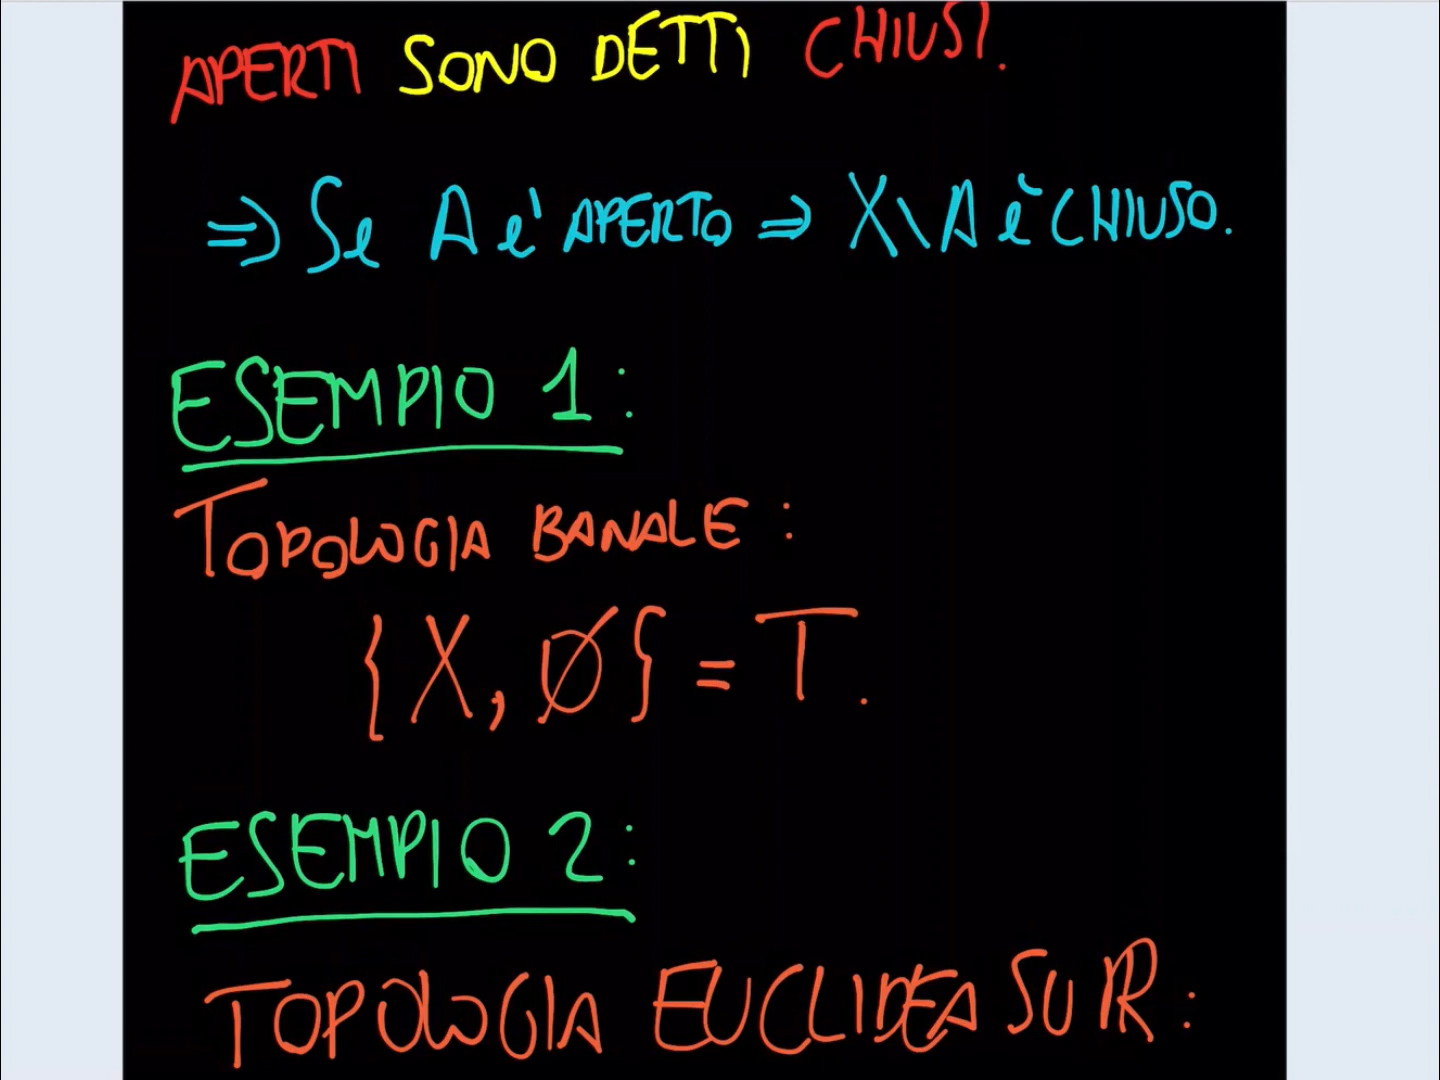 APERTI SONO DETTI CHIUSI.
⇒ Se A e' APERTO ⇒ X\A è CHIUSO.
ESEMPIO 1:
TOPOLOGIA BANALE:
{X, Ø} = T.
ESEMPIO 2:
TOPOLOGIA EUCLIDEA SU ℝ: